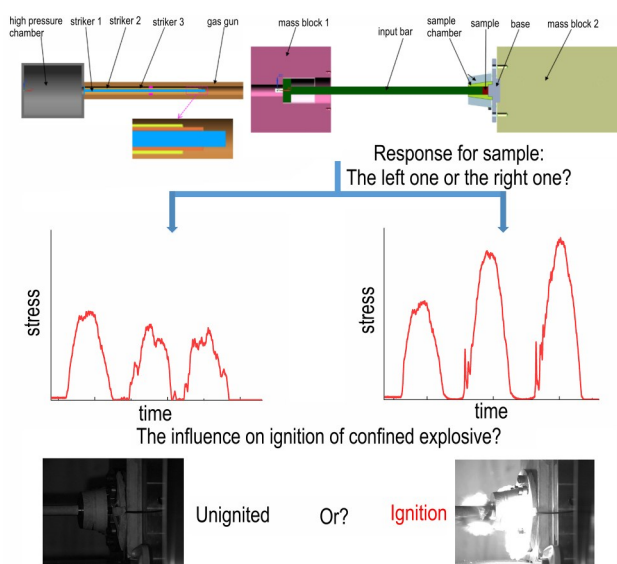 high pressure
chamber
striker 1
striker 2
striker 3
gas gun
mass block 1
input bar
sample
chamber
sample
base
mass block 2
Response for sample:
The left one or the right one?
stress
time
stress
time
The influence on ignition of confined explosive?
Unignited
Or?
Ignition